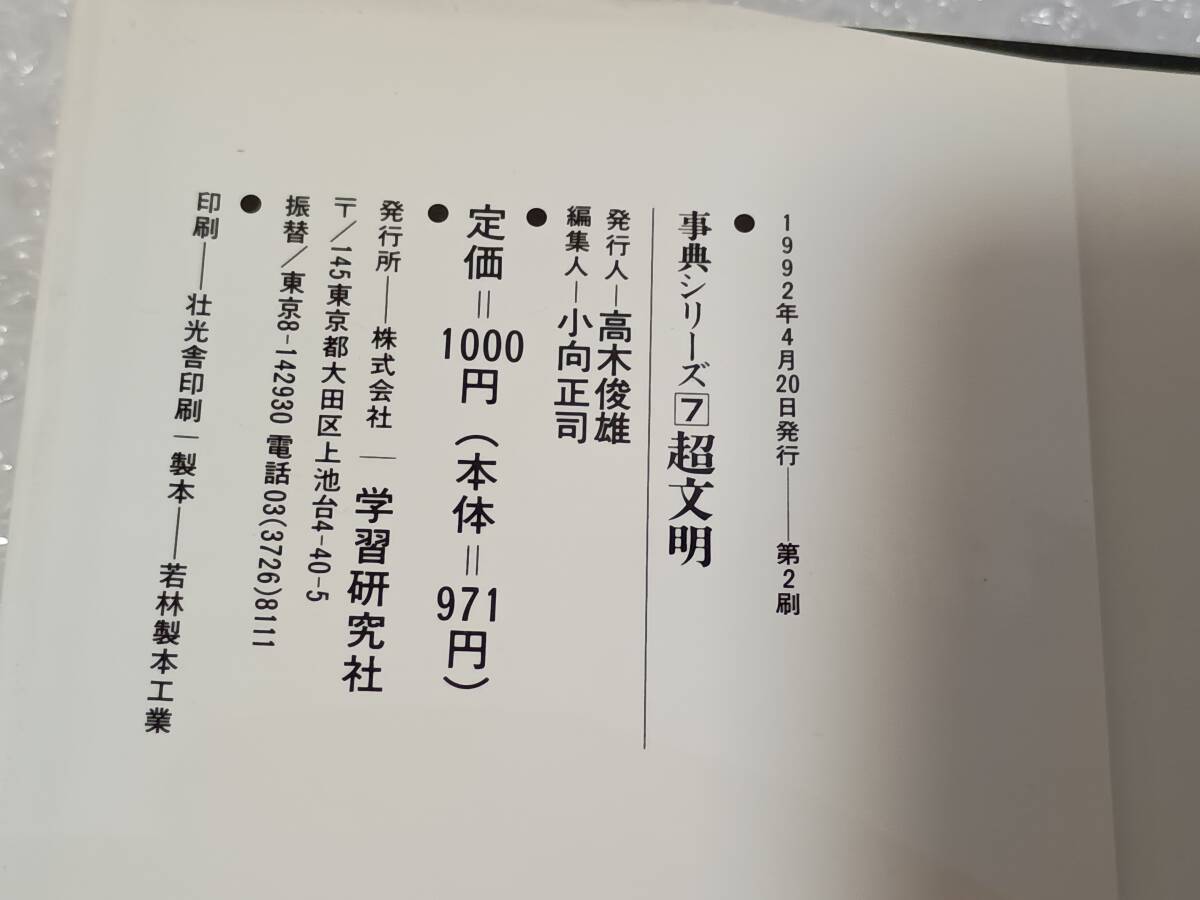 1992年4月20日発行――第2刷
●
事典シリーズ7超文明
発行人―高木俊雄
編集人―小向正司
●
定価＝1000円（本体＝971円）
●
発行所――株式会社―学習研究社
〒/145東京都大田区上池台4-40-5
振替/東京8-142930 電話03(3726)8111
●
印刷――壮光舎印刷―製本――若林製本工業